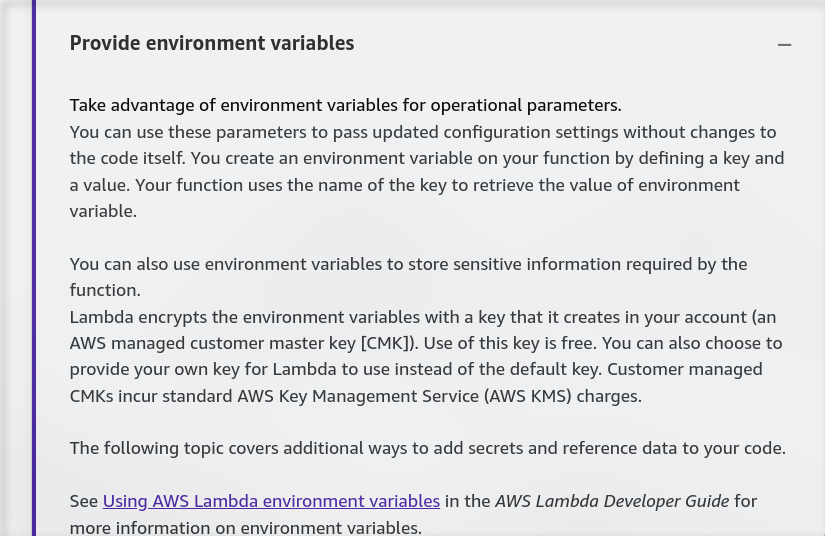 Provide environment variables
Take advantage of environment variables for operational parameters.
You can use these parameters to pass updated configuration settings without changes to
the code itself. You create an environment variable on your function by defining a key and
a value. Your function uses the name of the key to retrieve the value of environment
variable.
You can also use environment variables to store sensitive information required by the
function.
Lambda encrypts the environment variables with a key that it creates in your account (an
AWS managed customer master key [CMK]). Use of this key is free. You can also choose to
provide your own key for Lambda to use instead of the default key. Customer managed
CMKs incur standard AWS Key Management Service (AWS KMS) charges.
The following topic covers additional ways to add secrets and reference data to your code.
See Using AWS Lambda environment variables in the AWS Lambda Developer Guide for
more information on environment variables.